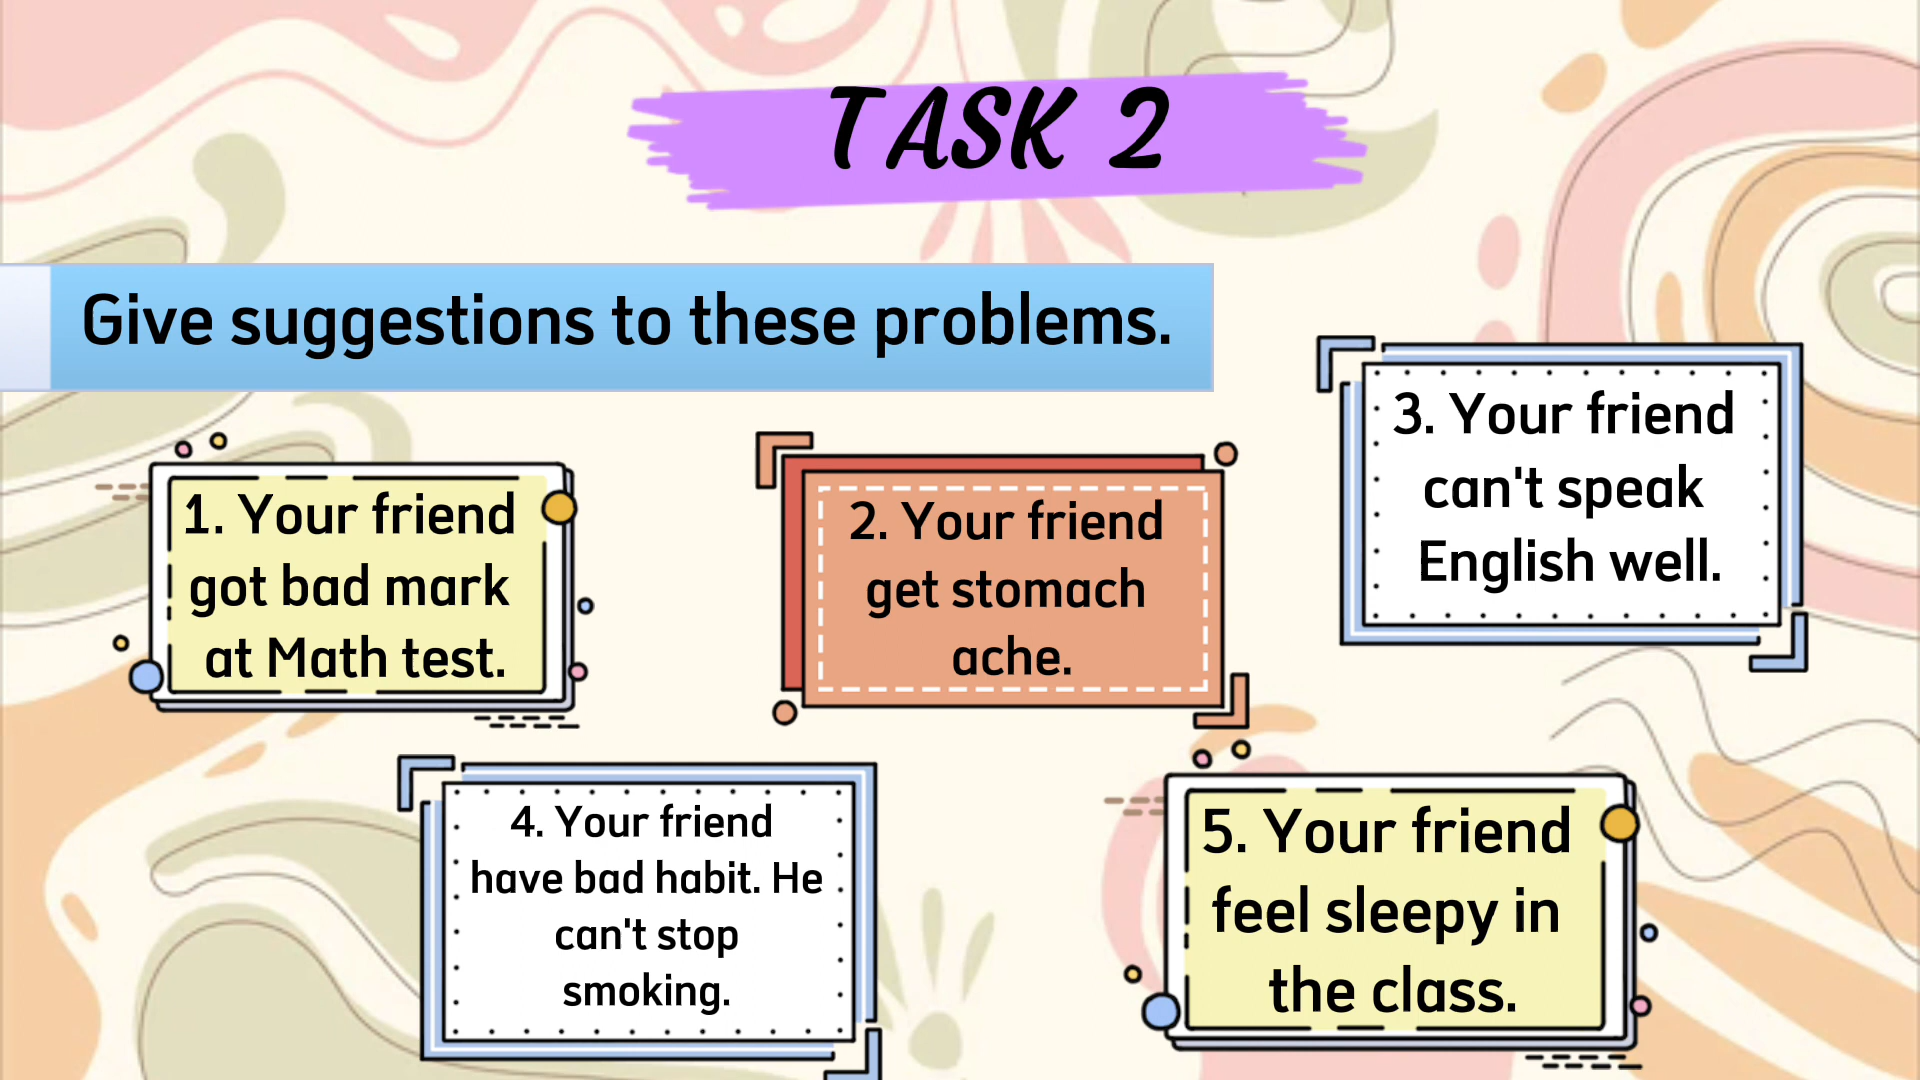 TASK 2
Give suggestions to these problems.
1. Your friend
got bad mark
at Math test.
2. Your friend
get stomach
ache.
3. Your friend
can't speak
English well.
4. Your friend
have bad habit. He
can't stop
smoking.
5. Your friend
feel sleepy in
the class.